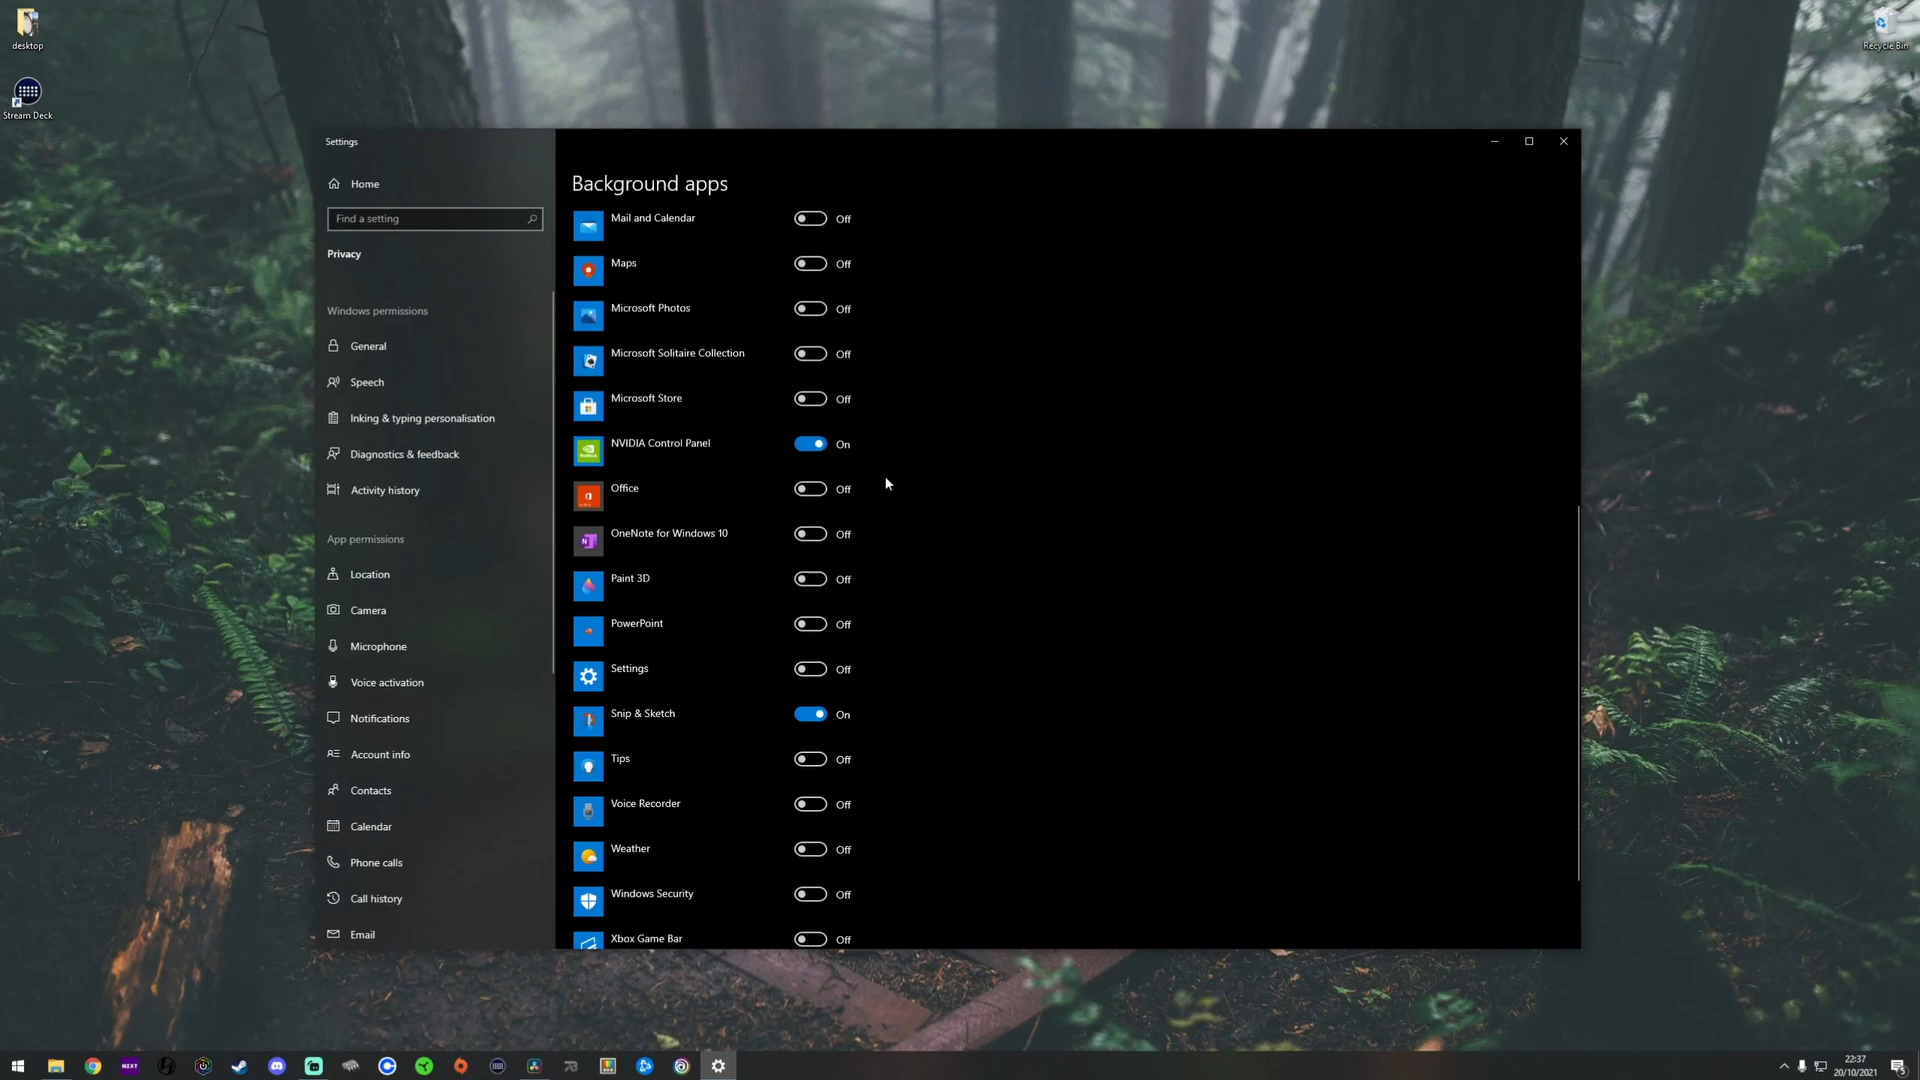 desktop
Stream Deck
Recycle Bin
Settings
Home
Find a setting
Privacy
Windows permissions
General
Speech
Inking & typing personalisation
Diagnostics & feedback
Activity history
App permissions
Location
Camera
Microphone
Voice activation
Notifications
Account info
Contacts
Calendar
Phone calls
Call history
Email
Background apps
Mail and Calendar Off
Maps Off
Microsoft Photos Off
Microsoft Solitaire Collection Off
Microsoft Store Off
NVIDIA Control Panel On
Office Off
OneNote for Windows 10 Off
Paint 3D Off
PowerPoint Off
Settings Off
Snip & Sketch On
Tips Off
Voice Recorder Off
Weather Off
Windows Security Off
Xbox Game Bar Off
NZXT
22:37
20/10/2021